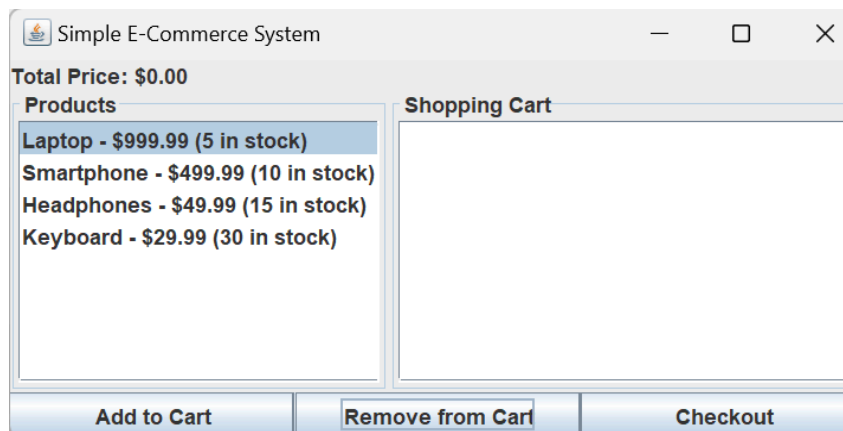 Simple E-Commerce System
Total Price: $0.00
Products
Laptop - $999.99 (5 in stock)
Smartphone - $499.99 (10 in stock)
Headphones - $49.99 (15 in stock)
Keyboard - $29.99 (30 in stock)
Shopping Cart
Add to Cart
Remove from Cart
Checkout